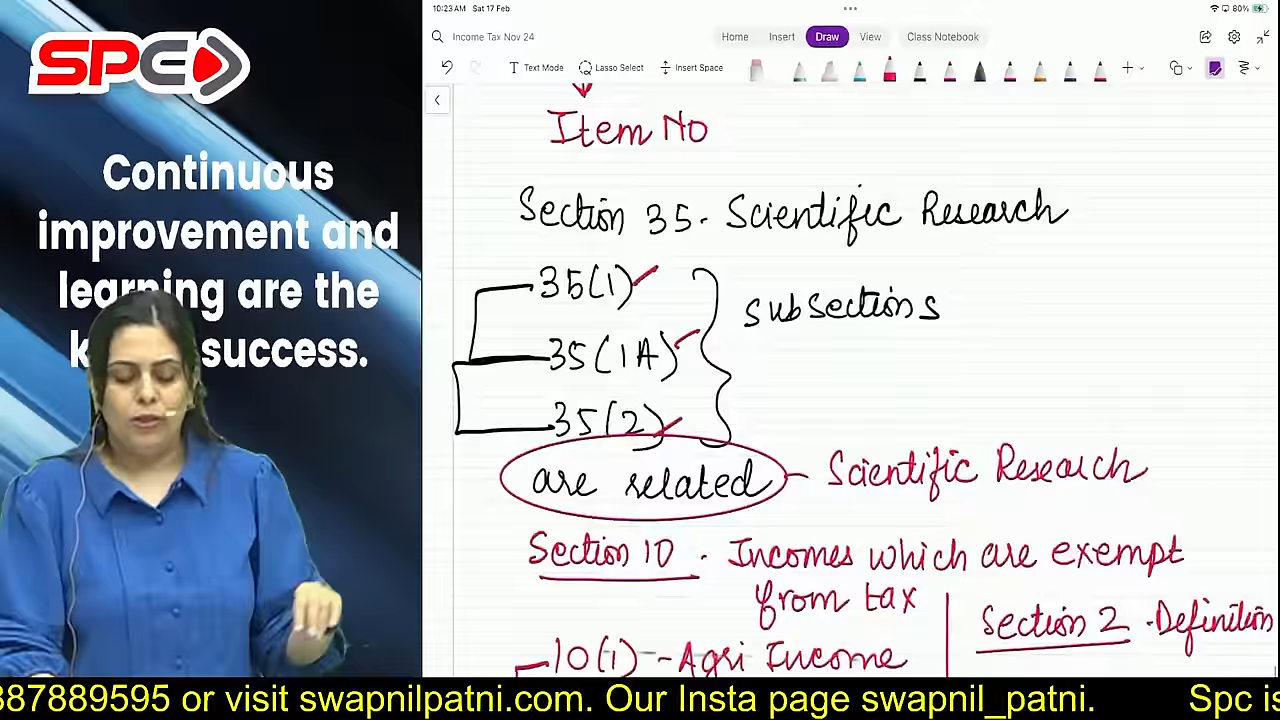 10:23 AM Sat 17 Feb
80%
Income Tax Nov 24
Home Insert Draw View Class Notebook
Text Mode Lasso Select Insert Space
SPC
Continuous
improvement and
learning are the
success.
Item No
Section 35. Scientific Research
35(1)
35(1A)
35(2)
subsections
are related - Scientific Research
Section 10. Incomes which are exempt
from tax
Section 2 - Definition
10(1) - Agri Income
887889595 or visit swapnilpatni.com. Our Insta page swapnil_patni. Spc is